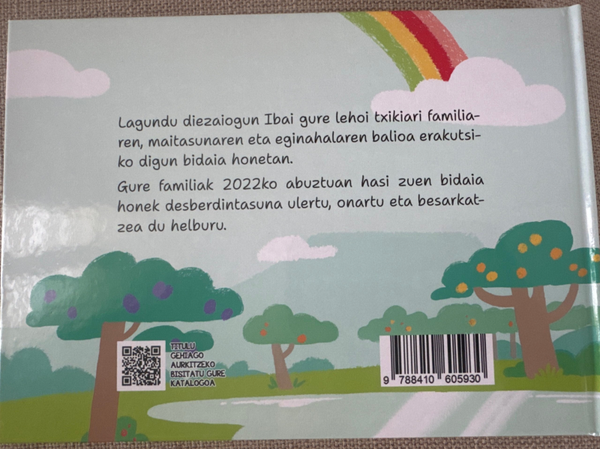 Lagundu diezaiogun Ibai gure lehoi txikiari familia-
ren, maitasunaren eta eginahalaren balioa erakutsi-
ko digun bidaia honetan.
Gure familiak 2022ko abuztuan hasi zuen bidaia
honek desberdintasuna ulertu, onartu eta besarkat-
zea du helburu.
TITULU
GEHIAGO
AURKITZEKO
BISITATU GURE
KATALOGOA
9 788410 605930